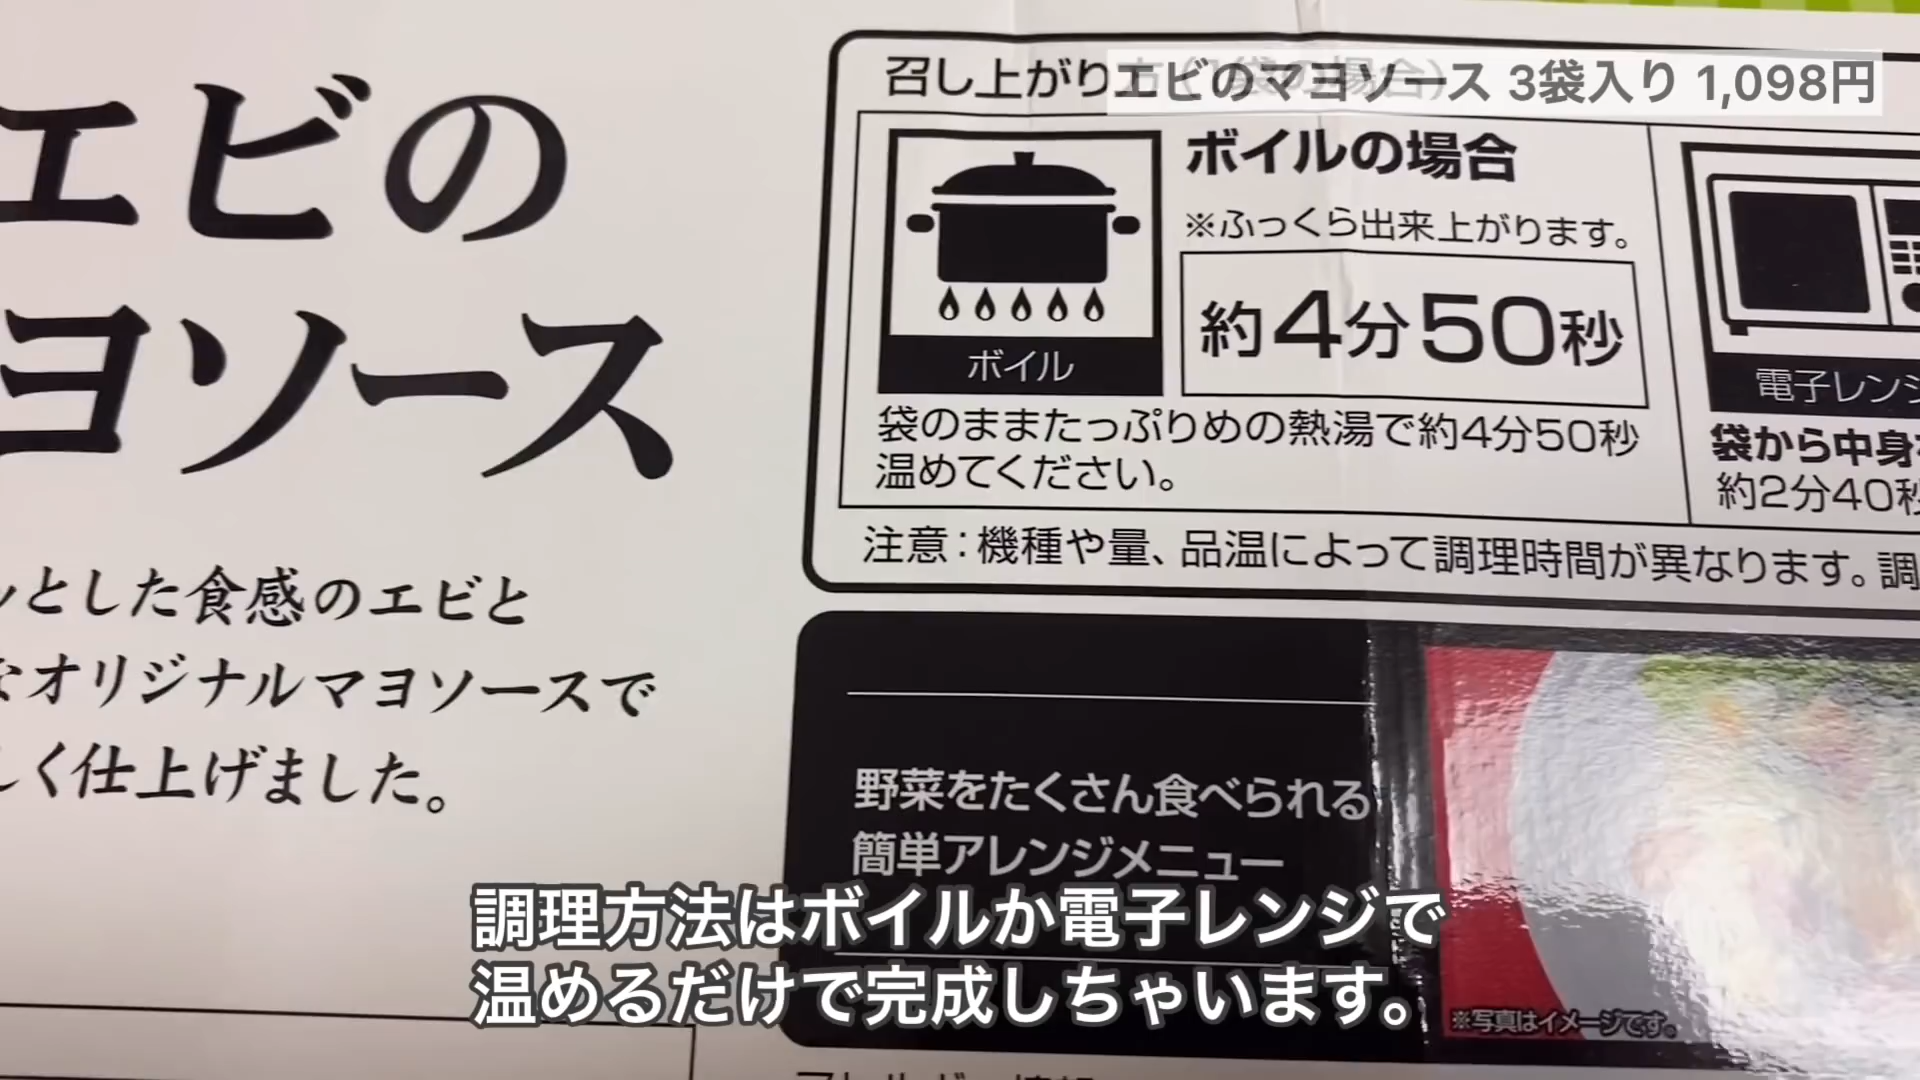 エビの
ヨソース
とした食感のエビと
オリジナルマヨソースで
く仕上げました。
召し上がり
エビのマヨソース 3袋入り 1,098円
ボイル
ボイルの場合
※ふっくら出来上がります。
約4分50秒
袋のままたっぷりめの熱湯で約4分50秒
温めてください。
電子レンジ
袋から中身
約2分40秒
注意：機種や量、品温によって調理時間が異なります。調
野菜をたくさん食べられる
簡単アレンジメニュー
※写真はイメージです。
調理方法はボイルか電子レンジで
温めるだけで完成しちゃいます。